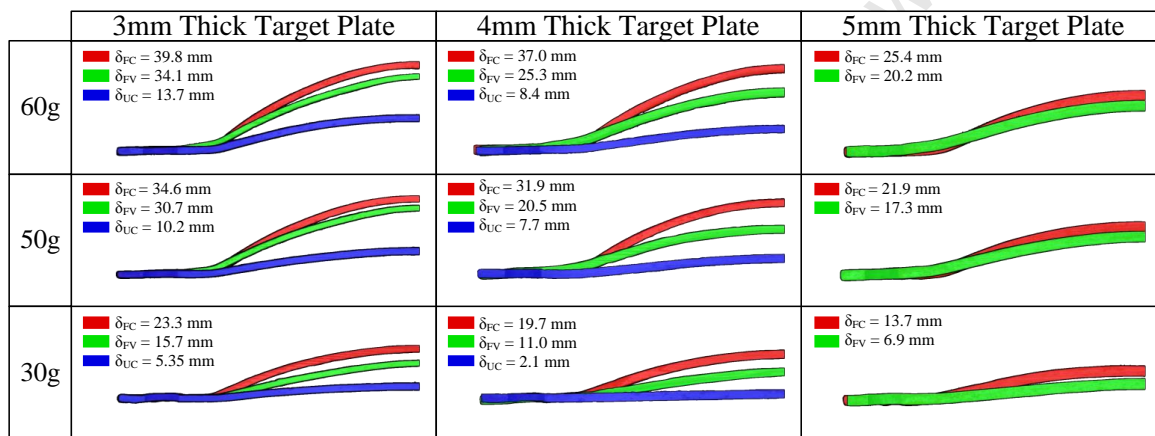 3mm Thick Target Plate
4mm Thick Target Plate
5mm Thick Target Plate
60g
δFC = 39.8 mm
δFV = 34.1 mm
δUC = 13.7 mm
δFC = 37.0 mm
δFV = 25.3 mm
δUC = 8.4 mm
δFC = 25.4 mm
δFV = 20.2 mm
50g
δFC = 34.6 mm
δFV = 30.7 mm
δUC = 10.2 mm
δFC = 31.9 mm
δFV = 20.5 mm
δUC = 7.7 mm
δFC = 21.9 mm
δFV = 17.3 mm
30g
δFC = 23.3 mm
δFV = 15.7 mm
δUC = 5.35 mm
δFC = 19.7 mm
δFV = 11.0 mm
δUC = 2.1 mm
δFC = 13.7 mm
δFV = 6.9 mm